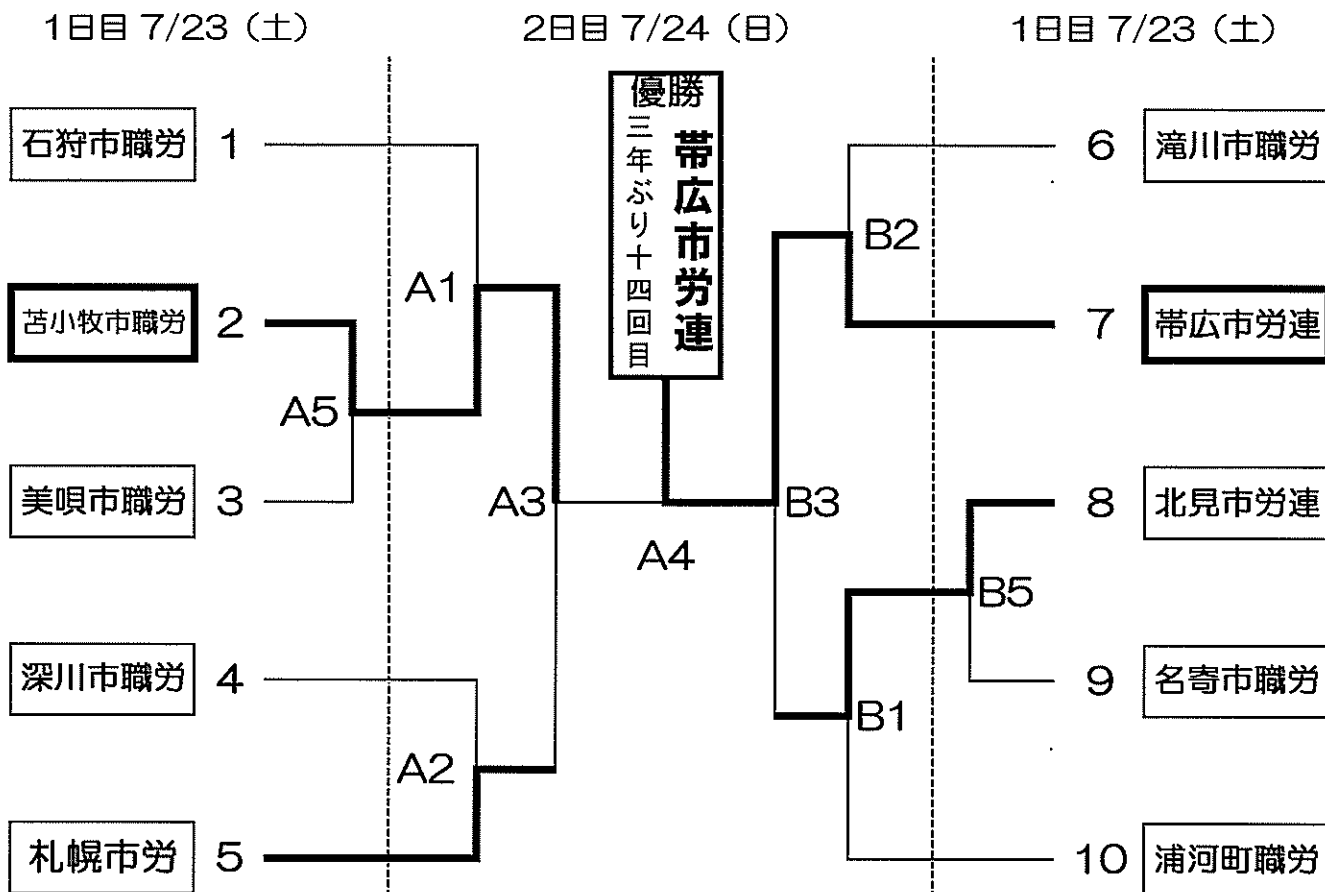 1日目 7/23（土）
2日目 7/24（日）
1日目 7/23（土）
優勝
帯広市労連
三年ぶり十四回目
石狩市職労 1
苫小牧市職労 2
美唄市職労 3
深川市職労 4
札幌市労 5
A1
A5
A3
A2
A4
B2
B3
B5
B1
6 滝川市職労
7 帯広市労連
8 北見市労連
9 名寄市職労
10 浦河町職労